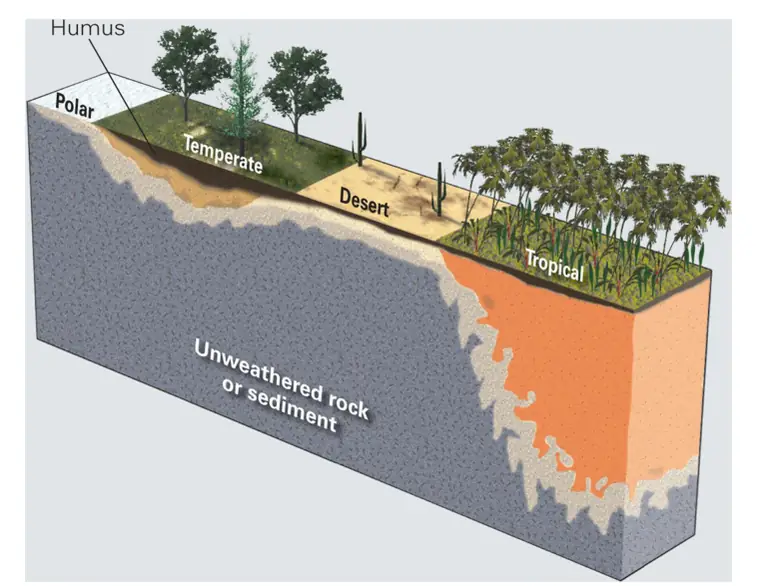 Humus
Polar
Temperate
Desert
Tropical
Unweathered rock
or sediment